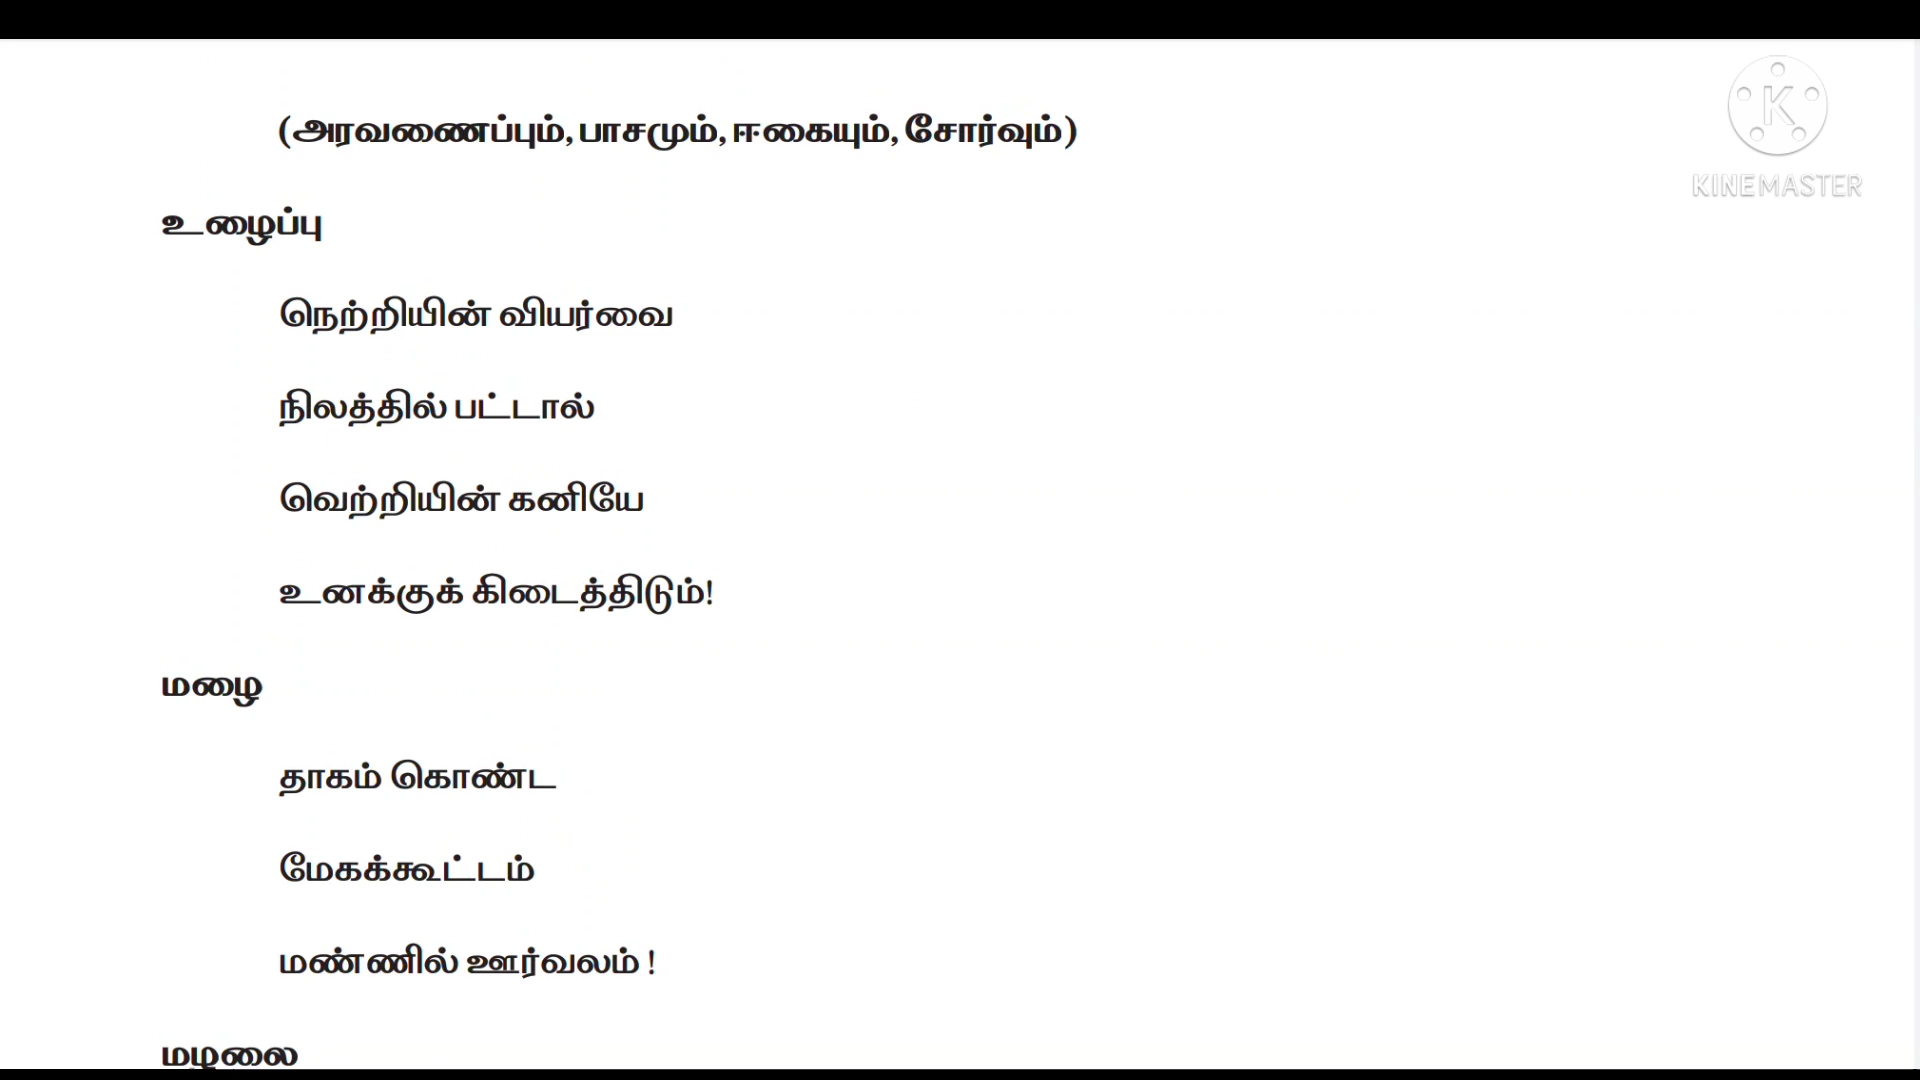 (அரவணைப்பும், பாசமும், ஈகையும், சோர்வும்)
உழைப்பு
நெற்றியின் வியர்வை
நிலத்தில் பட்டால்
வெற்றியின் கனியே
உனக்குக் கிடைத்திடும்!
மழை
தாகம் கொண்ட
மேகக்கூட்டம்
மண்ணில் ஊர்வலம் !
மழலை
K
KINEMASTER